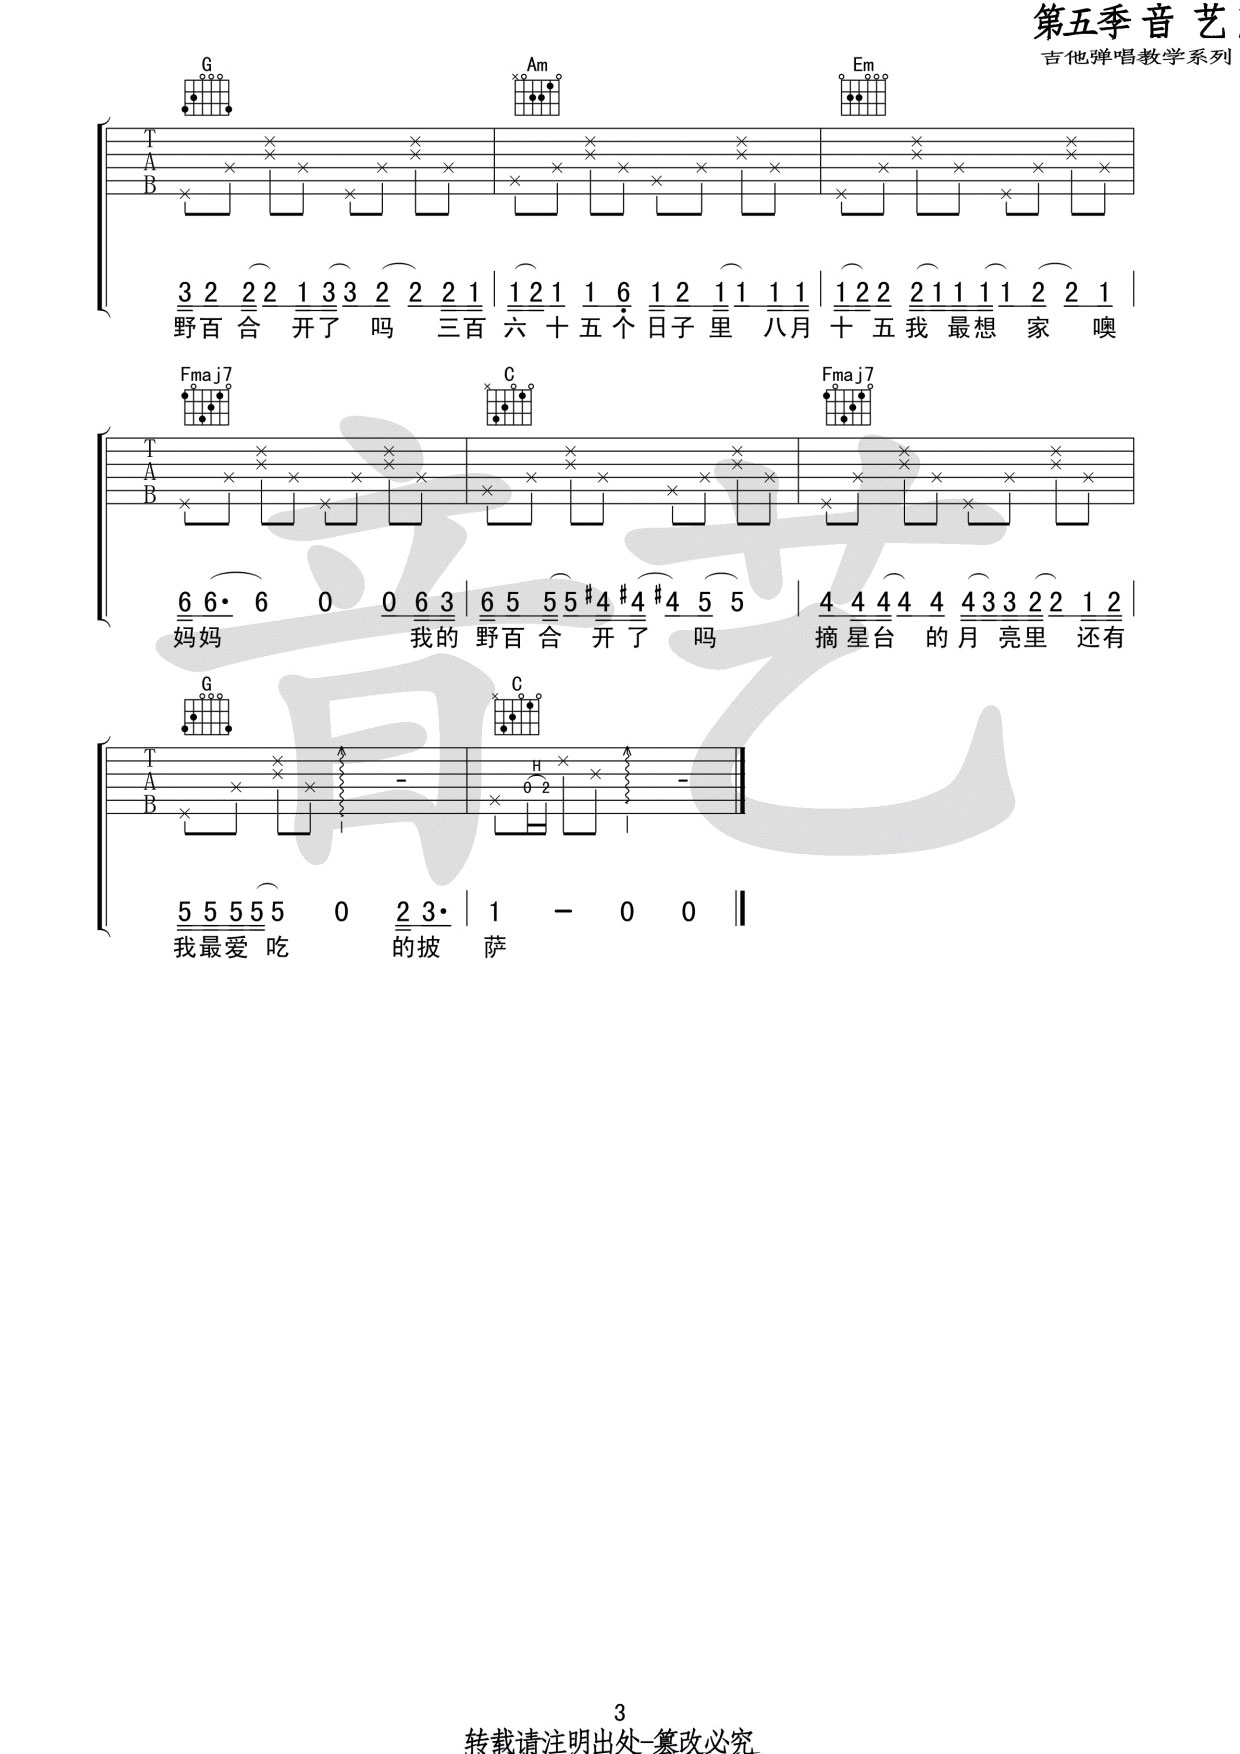 第五季 音 艺
吉他弹唱教学系列
G Am Em
T
A
B
3 2 2 2 1 3 3 2 2 2 1 1 2 1 1 6 1 2 1 1 1 1 1 2 2 2 1 1 1 1 2 2 1
野百合 开了 吗 三百 六十五个日子里 八月 十五我 最想 家 噢
Fmaj7 C Fmaj7
T
A
B
6 6· 6 0 0 6 3 6 5 5 5 #4 #4 #4 5 5 4 4 4 4 4 4 3 3 2 2 1 2
妈妈 我的 野百合 开了 吗 摘星台 的月亮里 还有
G C
T
A
B
H
0 2
5 5 5 5 5 0 2 3· 1 - 0 0
我最爱 吃 的披 萨
音艺
3
转载请注明出处-篡改必究